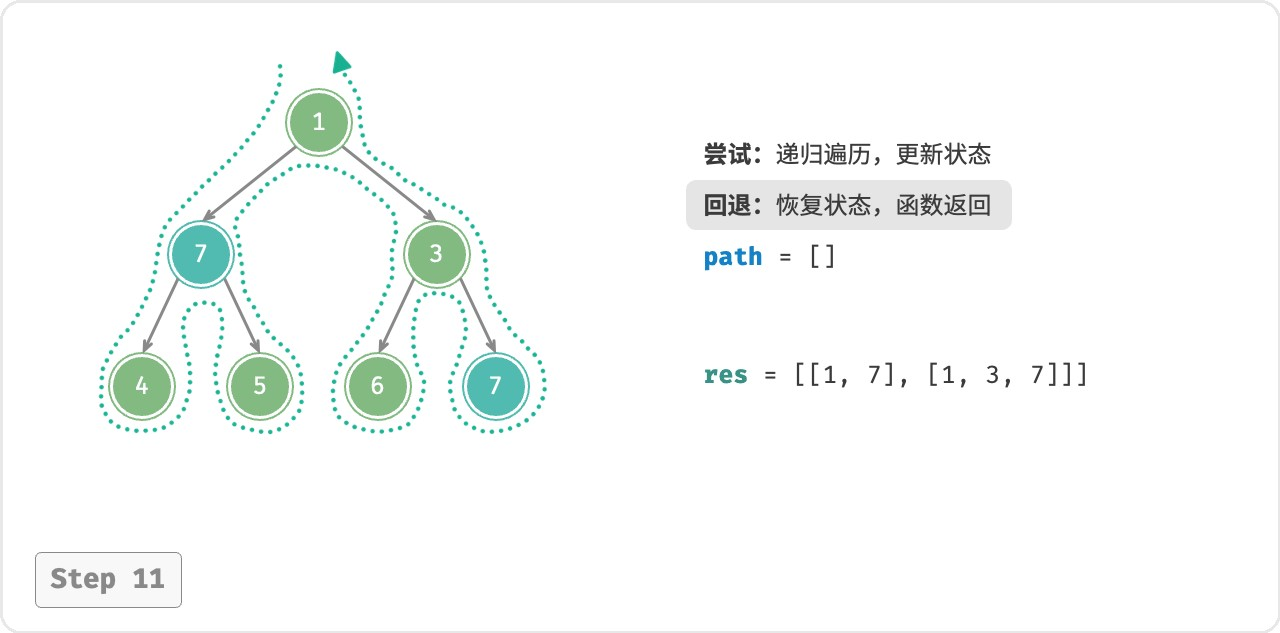 1
7
3
4
5
6
7
尝试：递归遍历，更新状态
回退：恢复状态，函数返回
path = []
res = [[1, 7], [1, 3, 7]]]
Step 11